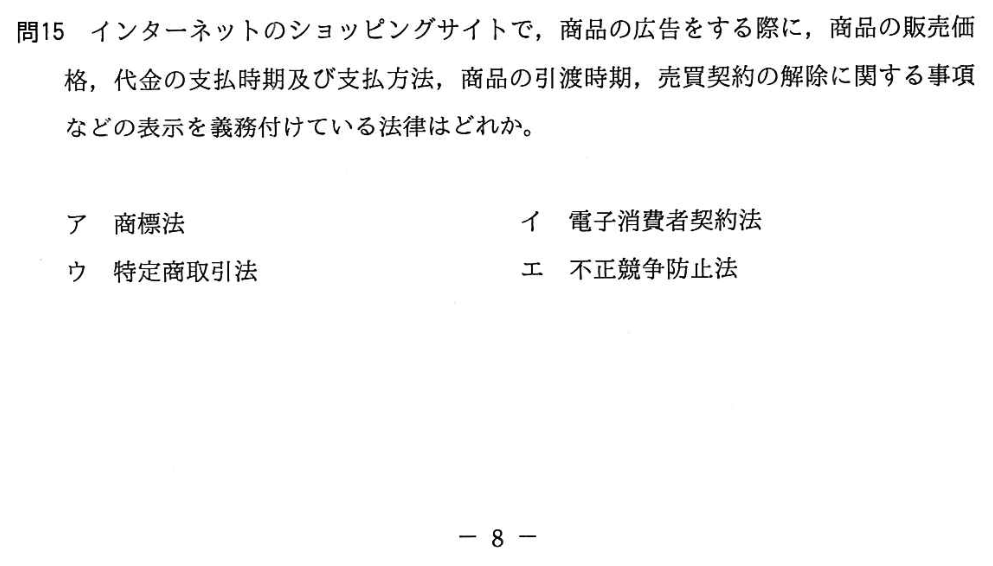 問15 インターネットのショッピングサイトで，商品の広告をする際に，商品の販売価
格，代金の支払時期及び支払方法，商品の引渡時期，売買契約の解除に関する事項
などの表示を義務付けている法律はどれか。
ア 商標法 イ 電子消費者契約法
ウ 特定商取引法 エ 不正競争防止法
－ 8 －